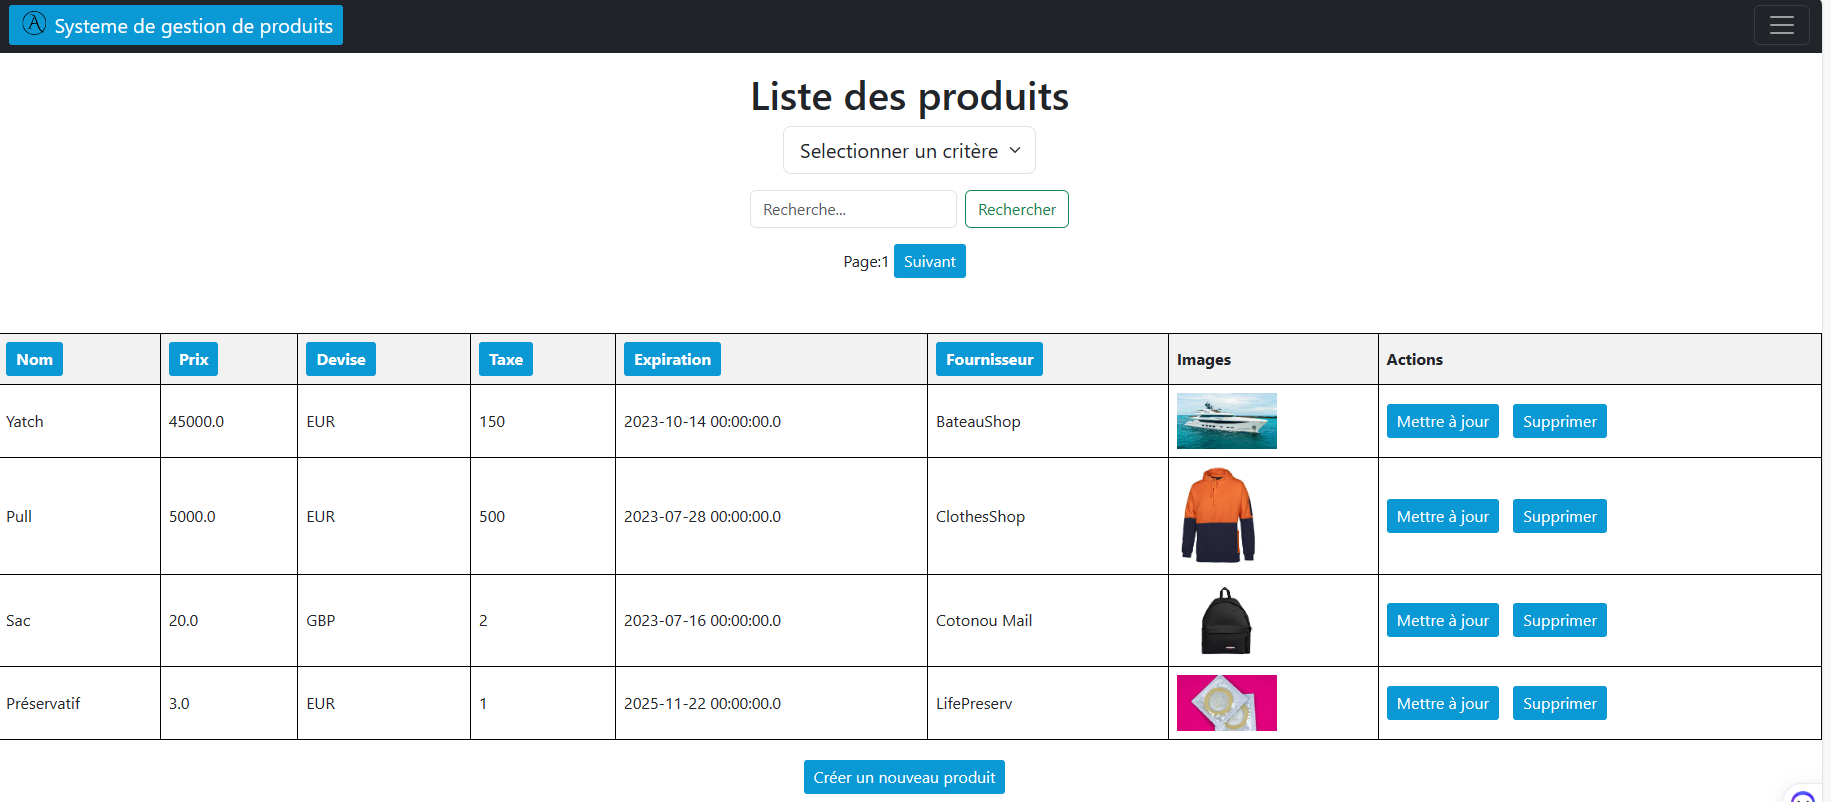 Systeme de gestion de produits
Liste des produits
Selectionner un critère
Recherche... Rechercher
Page:1 Suivant
Nom Prix Devise Taxe Expiration Fournisseur Images Actions
Yatch 45000.0 EUR 150 2023-10-14 00:00:00.0 BateauShop Mettre à jour Supprimer
Pull 5000.0 EUR 500 2023-07-28 00:00:00.0 ClothesShop Mettre à jour Supprimer
Sac 20.0 GBP 2 2023-07-16 00:00:00.0 Cotonou Mail Mettre à jour Supprimer
Préservatif 3.0 EUR 1 2025-11-22 00:00:00.0 LifePreserv Mettre à jour Supprimer
Créer un nouveau produit